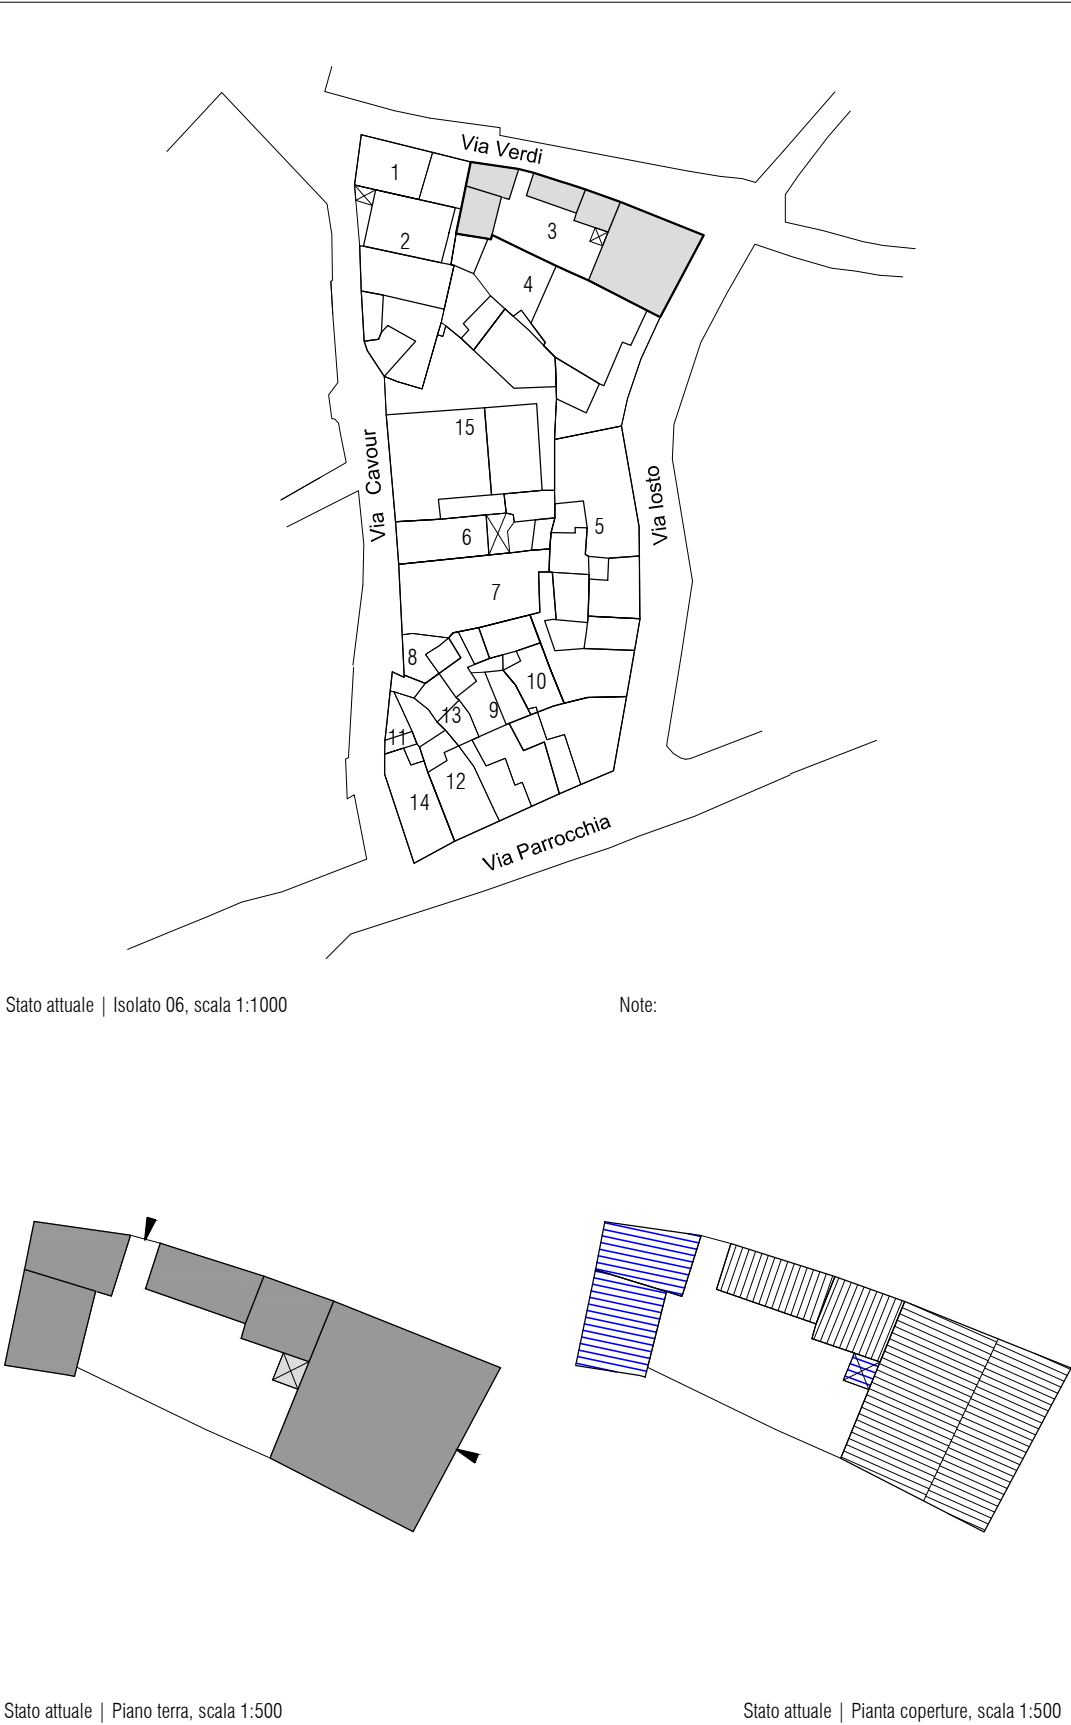 Via Verdi
1
2
3
4
15
Via Cavour
Via Iosto
5
6
7
8
10
9
13
11
12
14
Via Parrocchia
Stato attuale | Isolato 06, scala 1:1000
Note:
Stato attuale | Piano terra, scala 1:500
Stato attuale | Pianta coperture, scala 1:500